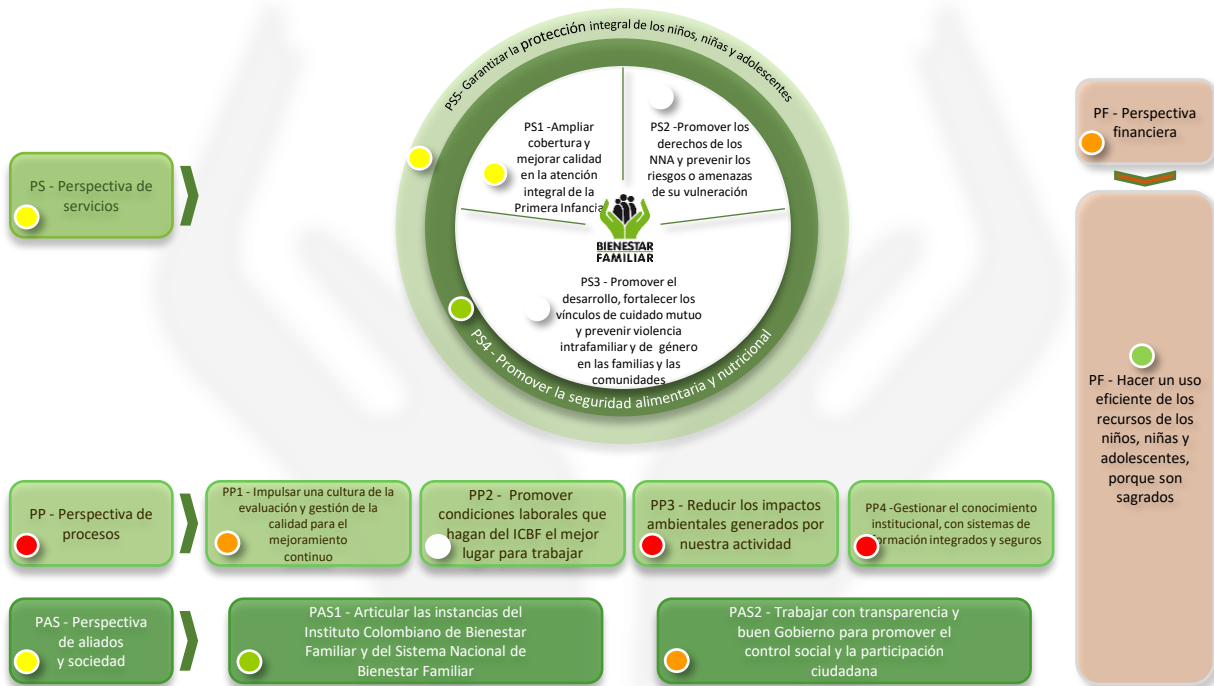 PS5- Garantizar la protección integral de los niños, niñas y adolescentes
PS1 -Ampliar
cobertura y
mejorar calidad
en la atención
integral de la
Primera Infancia
PS2 -Promover los
derechos de los
NNA y prevenir los
riesgos o amenazas
de su vulneración
BIENESTAR
FAMILIAR
PS3 - Promover el
desarrollo, fortalecer los
vínculos de cuidado mutuo
y prevenir violencia
intrafamiliar y de género
en las familias y las
comunidades
PS4 - Promover la seguridad alimentaria y nutricional
PS - Perspectiva de
servicios
PF - Perspectiva
financiera
PF - Hacer un uso
eficiente de los
recursos de los
niños, niñas y
adolescentes,
porque son
sagrados
PP - Perspectiva de
procesos
PP1 - Impulsar una cultura de la
evaluación y gestión de la
calidad para el
mejoramiento
continuo
PP2 - Promover
condiciones laborales que
hagan del ICBF el mejor
lugar para trabajar
PP3 - Reducir los impactos
ambientales generados por
nuestra actividad
PP4 -Gestionar el conocimiento
institucional, con sistemas de
formación integrados y seguros
PAS - Perspectiva
de aliados
y sociedad
PAS1 - Articular las instancias del
Instituto Colombiano de Bienestar
Familiar y del Sistema Nacional de
Bienestar Familiar
PAS2 - Trabajar con transparencia y
buen Gobierno para promover el
control social y la participación
ciudadana